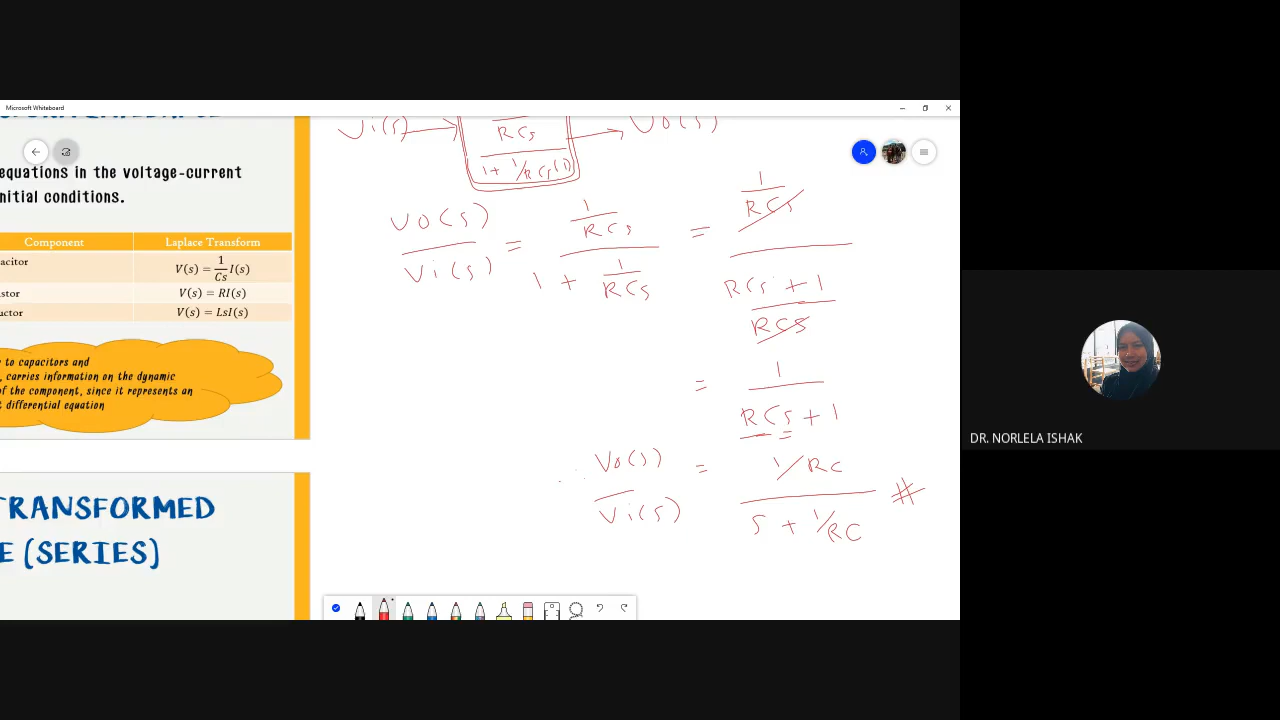 Microsoft Whiteboard
equations in the voltage-current
nitial conditions.
Component Laplace Transform
acitor V(s) = 1/Cs I(s)
istor V(s) = RI(s)
uctor V(s) = LsI(s)
e to capacitors and
, carries information on the dynamic
of the component, since it represents an
t differential equation
TRANSFORMED
E (SERIES)
Vi(s) → RCs → Vo(s)
1 + 1/RCs(1)
Vo(s)/Vi(s) = (1/RCs)/(1 + 1/RCs) = (1/RCs)/((RCs + 1)/RCs)
= 1/(RCs + 1)
∴ Vo(s)/Vi(s) = (1/RC)/(s + 1/RC) #
DR. NORLELA ISHAK